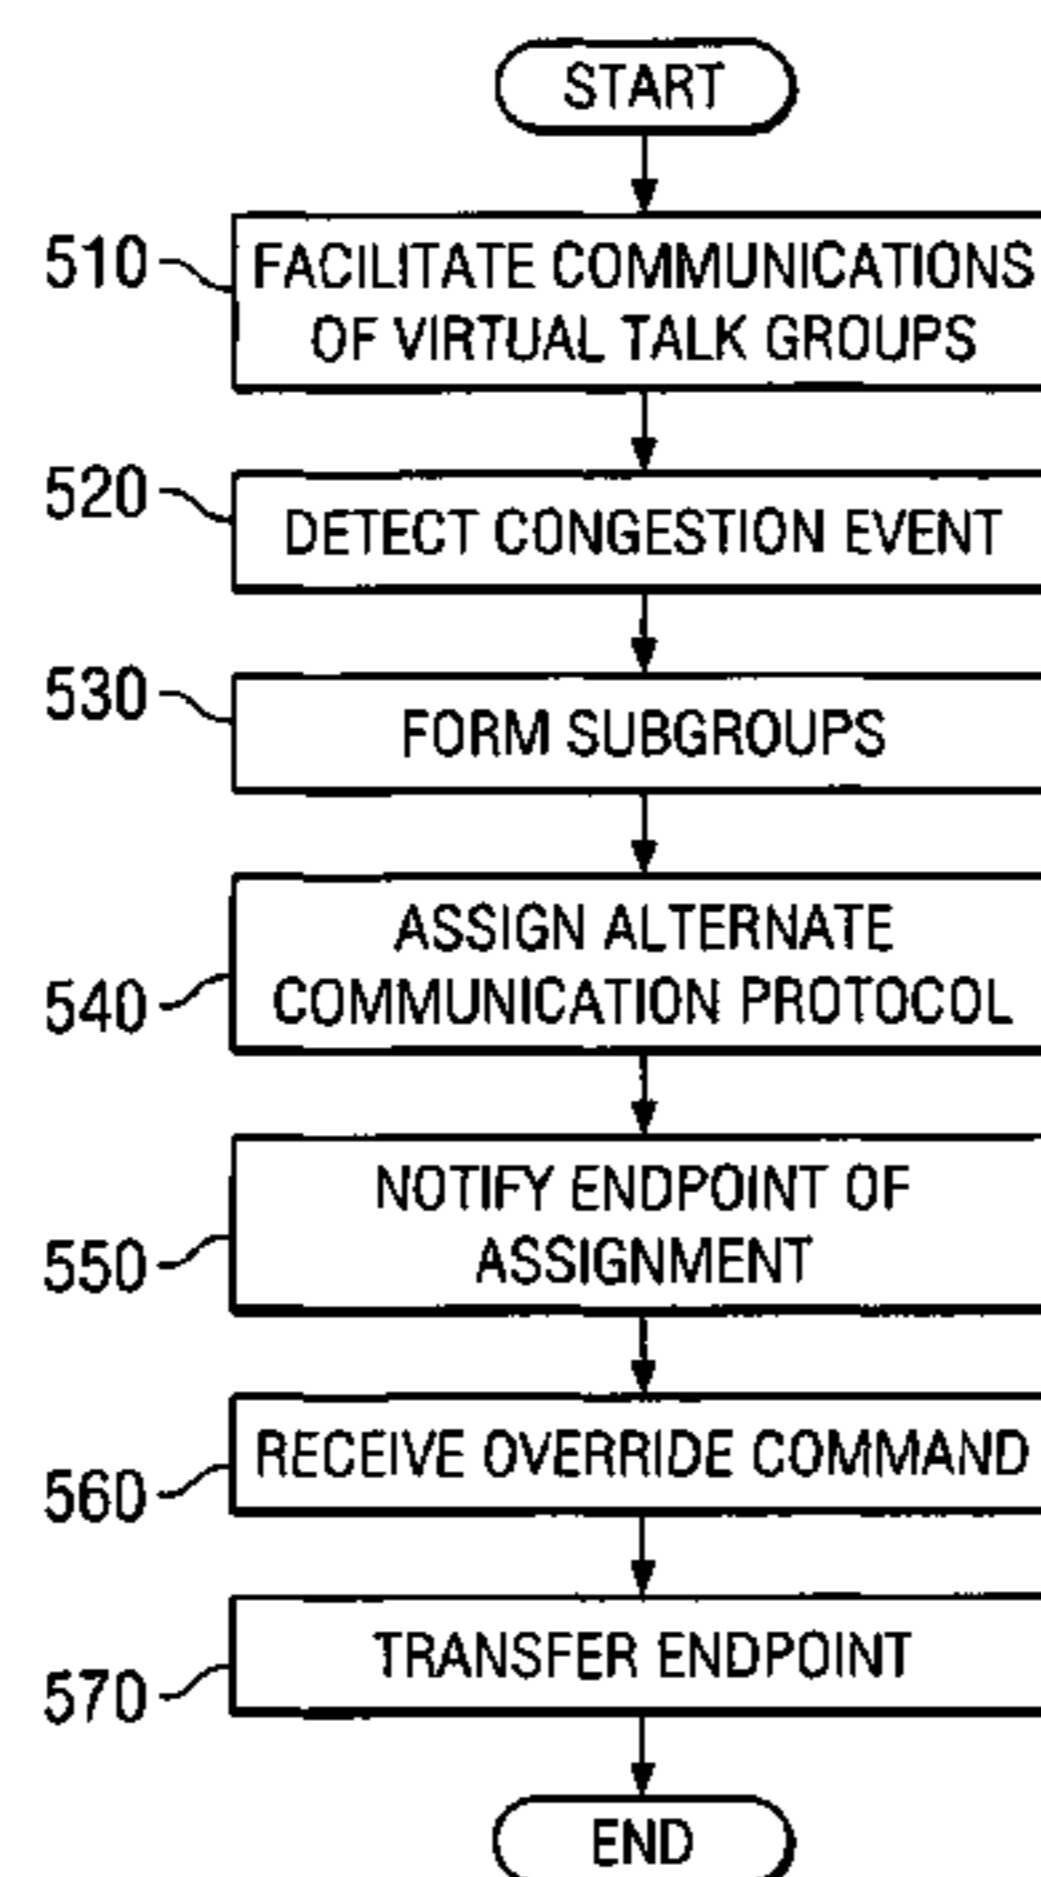 START
510
FACILITATE COMMUNICATIONS
OF VIRTUAL TALK GROUPS
520
DETECT CONGESTION EVENT
530
FORM SUBGROUPS
540
ASSIGN ALTERNATE
COMMUNICATION PROTOCOL
550
NOTIFY ENDPOINT OF
ASSIGNMENT
560
RECEIVE OVERRIDE COMMAND
570
TRANSFER ENDPOINT
END